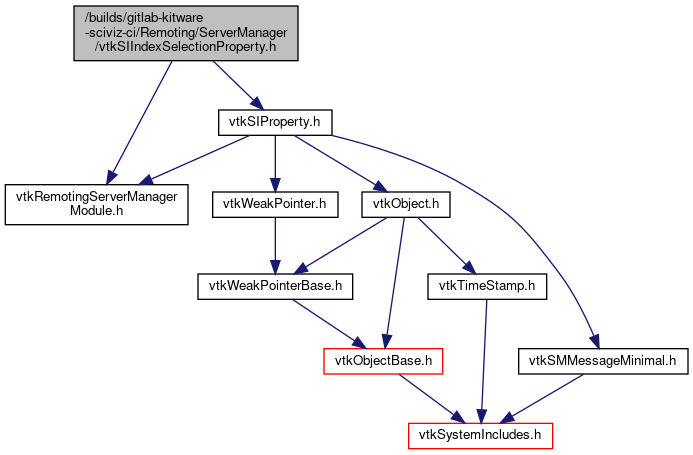 /builds/gitlab-kitware
-sciviz-ci/Remoting/ServerManager
/vtkSIIndexSelectionProperty.h
vtkSIProperty.h
vtkRemotingServerManager
Module.h
vtkWeakPointer.h
vtkObject.h
vtkWeakPointerBase.h
vtkTimeStamp.h
vtkObjectBase.h
vtkSMMessageMinimal.h
vtkSystemIncludes.h